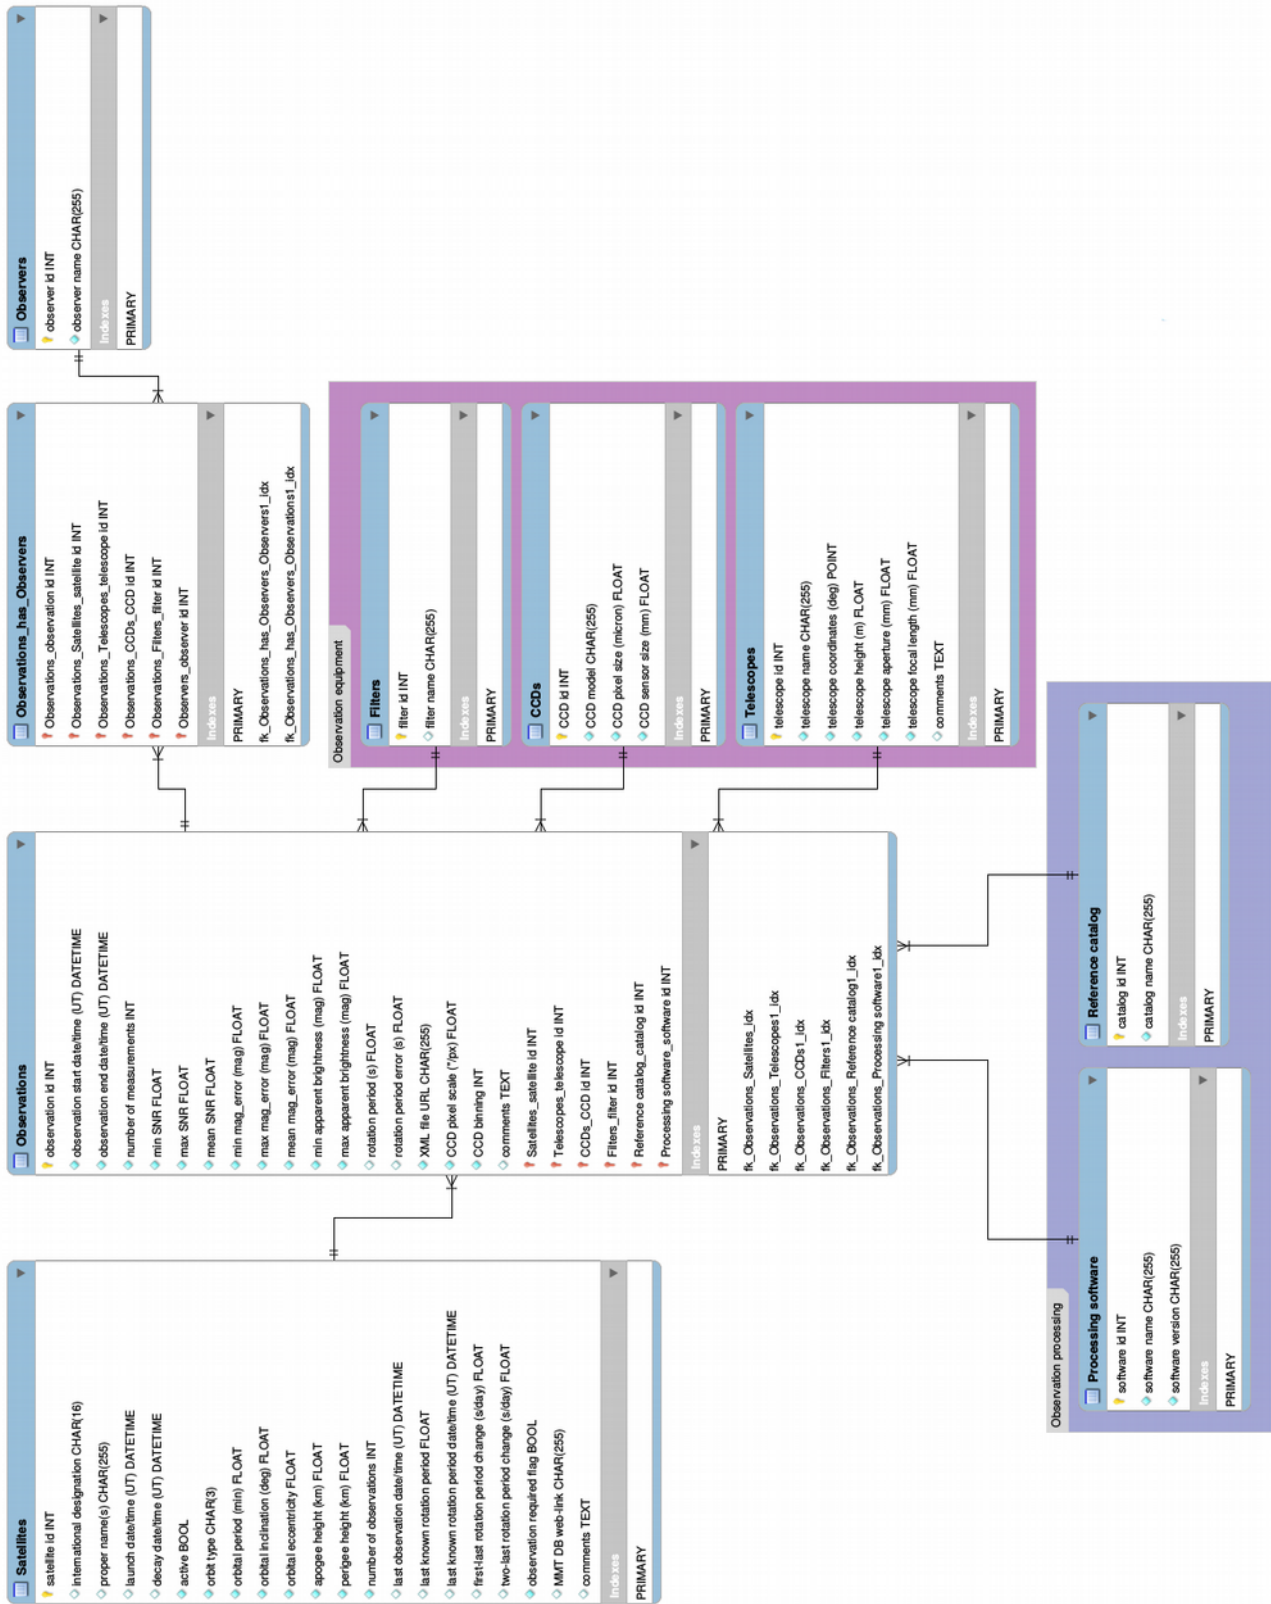 Satellites
satellite id INT
international designation CHAR(16)
proper name(s) CHAR(255)
launch date/time (UT) DATETIME
decay date/time (UT) DATETIME
active BOOL
orbit type CHAR(3)
orbital period (min) FLOAT
orbital inclination (deg) FLOAT
orbital eccentricity FLOAT
apogee height (km) FLOAT
perigee height (km) FLOAT
number of observations INT
last observation date/time (UT) DATETIME
last known rotation period FLOAT
last known rotation period date/time (UT) DATETIME
first-last rotation period change (s/day) FLOAT
two-last rotation period change (s/day) FLOAT
observation required flag BOOL
MMT DB web-link CHAR(255)
comments TEXT
Indexes
PRIMARY
Observations
observation id INT
observation start date/time (UT) DATETIME
observation end date/time (UT) DATETIME
number of measurements INT
min SNR FLOAT
max SNR FLOAT
mean SNR FLOAT
min mag_error (mag) FLOAT
max mag_error (mag) FLOAT
mean mag_error (mag) FLOAT
min apparent brightness (mag) FLOAT
max apparent brightness (mag) FLOAT
rotation period (s) FLOAT
rotation period error (s) FLOAT
XML file URL CHAR(255)
CCD pixel scale ("/px) FLOAT
CCD binning INT
comments TEXT
Satellites_satellite id INT
Telescopes_telescope id INT
CCDs_CCD id INT
Filters_filter id INT
Reference catalog_catalog id INT
Processing software_software id INT
Indexes
PRIMARY
fk_Observations_Satellites_idx
fk_Observations_Telescopes1_idx
fk_Observations_CCDs1_idx
fk_Observations_Filters1_idx
fk_Observations_Reference catalog1_idx
fk_Observations_Processing software1_idx
Observations_has_Observers
Observations_observation id INT
Observations_Satellites_satellite id INT
Observations_Telescopes_telescope id INT
Observations_CCDs_CCD id INT
Observations_Filters_filter id INT
Observers_observer id INT
Indexes
PRIMARY
fk_Observations_has_Observers_Observers1_idx
fk_Observations_has_Observers_Observations1_idx
Observers
observer id INT
observer name CHAR(255)
Indexes
PRIMARY
Observation equipment
Filters
filter id INT
filter name CHAR(255)
Indexes
PRIMARY
CCDs
CCD id INT
CCD model CHAR(255)
CCD pixel size (micron) FLOAT
CCD sensor size (mm) FLOAT
Indexes
PRIMARY
Telescopes
telescope id INT
telescope name CHAR(255)
telescope coordinates (deg) POINT
telescope height (m) FLOAT
telescope aperture (mm) FLOAT
telescope focal length (mm) FLOAT
comments TEXT
Indexes
PRIMARY
Observation processing
Processing software
software id INT
software name CHAR(255)
software version CHAR(255)
Indexes
PRIMARY
Reference catalog
catalog id INT
catalog name CHAR(255)
Indexes
PRIMARY